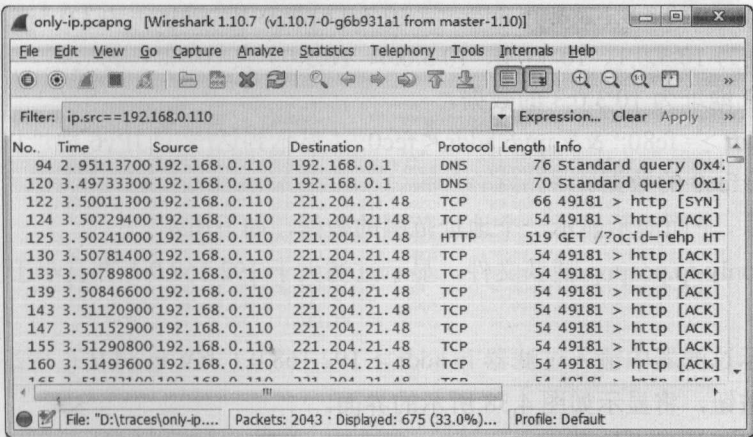 only-ip.pcapng [Wireshark 1.10.7 (v1.10.7-0-g6b931a1 from master-1.10)]
File Edit View Go Capture Analyze Statistics Telephony Tools Internals Help
Filter: ip.src==192.168.0.110 Expression... Clear Apply »
No. Time Source Destination Protocol Length Info
94 2.95113700 192.168.0.110 192.168.0.1 DNS 76 Standard query 0x4
120 3.49733300 192.168.0.110 192.168.0.1 DNS 70 Standard query 0x1
122 3.50011300 192.168.0.110 221.204.21.48 TCP 66 49181 > http [SYN]
124 3.50229400 192.168.0.110 221.204.21.48 TCP 54 49181 > http [ACK]
125 3.50241000 192.168.0.110 221.204.21.48 HTTP 519 GET /?ocid=iehp HT
130 3.50781400 192.168.0.110 221.204.21.48 TCP 54 49181 > http [ACK]
133 3.50789800 192.168.0.110 221.204.21.48 TCP 54 49181 > http [ACK]
139 3.50846600 192.168.0.110 221.204.21.48 TCP 54 49181 > http [ACK]
143 3.51120900 192.168.0.110 221.204.21.48 TCP 54 49181 > http [ACK]
147 3.51152900 192.168.0.110 221.204.21.48 TCP 54 49181 > http [ACK]
155 3.51290800 192.168.0.110 221.204.21.48 TCP 54 49181 > http [ACK]
160 3.51493600 192.168.0.110 221.204.21.48 TCP 54 49181 > http [ACK]
File: "D:\traces\only-ip.... Packets: 2043 · Displayed: 675 (33.0%)... Profile: Default